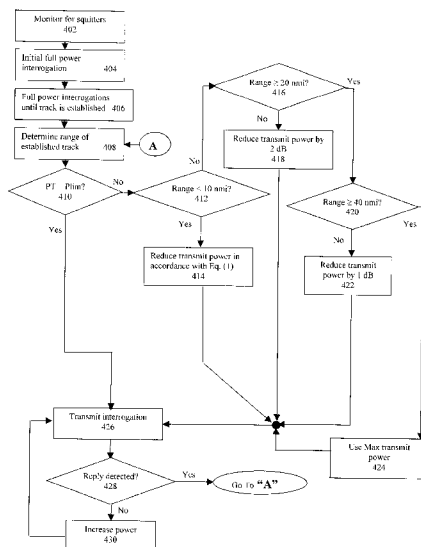 Monitor for squitters
402
Initial full power
interrogation 404
Full power interrogations
until track is established 406
Determine range of
established track 408
A
PT Plim?
410
No
Yes
Range < 10 nmi?
412
No
Yes
Reduce transmit power in
accordance with Eq. (1)
414
Range ≥ 20 nmi?
416
Yes
No
Reduce transmit power by
2 dB
418
Range ≥ 40 nmi?
420
Yes
No
Reduce transmit
power by 1 dB
422
Use Max transmit
power
424
Transmit interrogation
426
Reply detected?
428
Yes
Go To "A"
No
Increase power
430